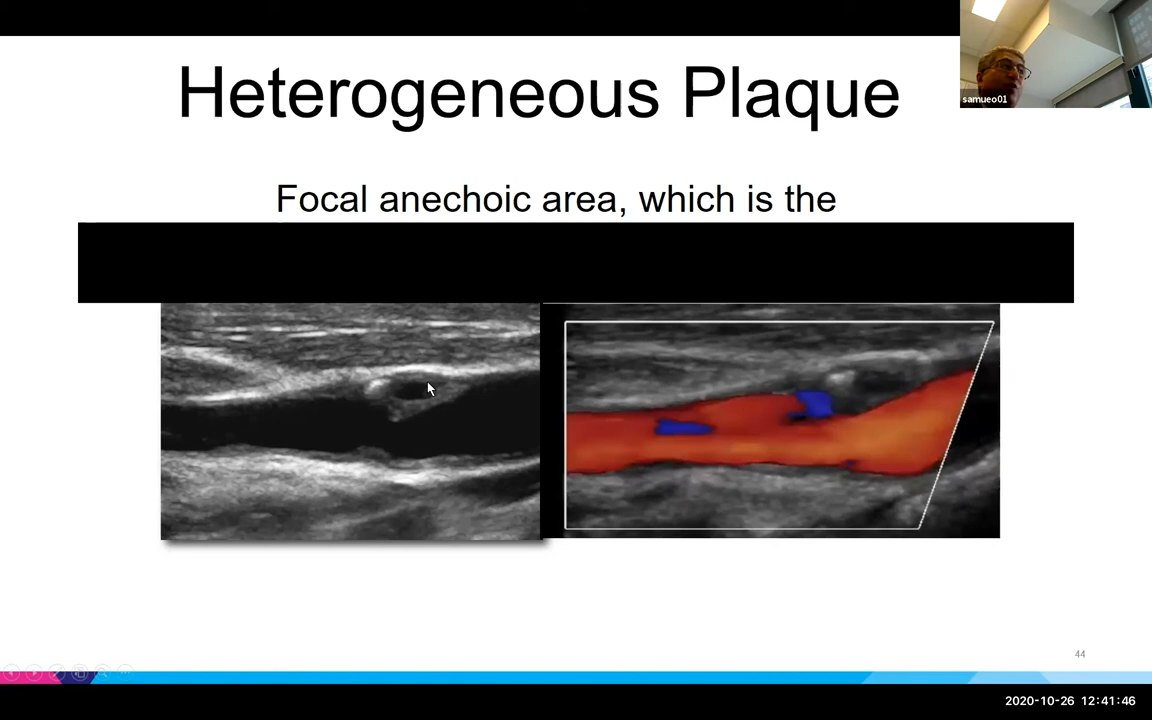 Heterogeneous Plaque
samueo01
Focal anechoic area, which is the
44
2020-10-26 12:41:46